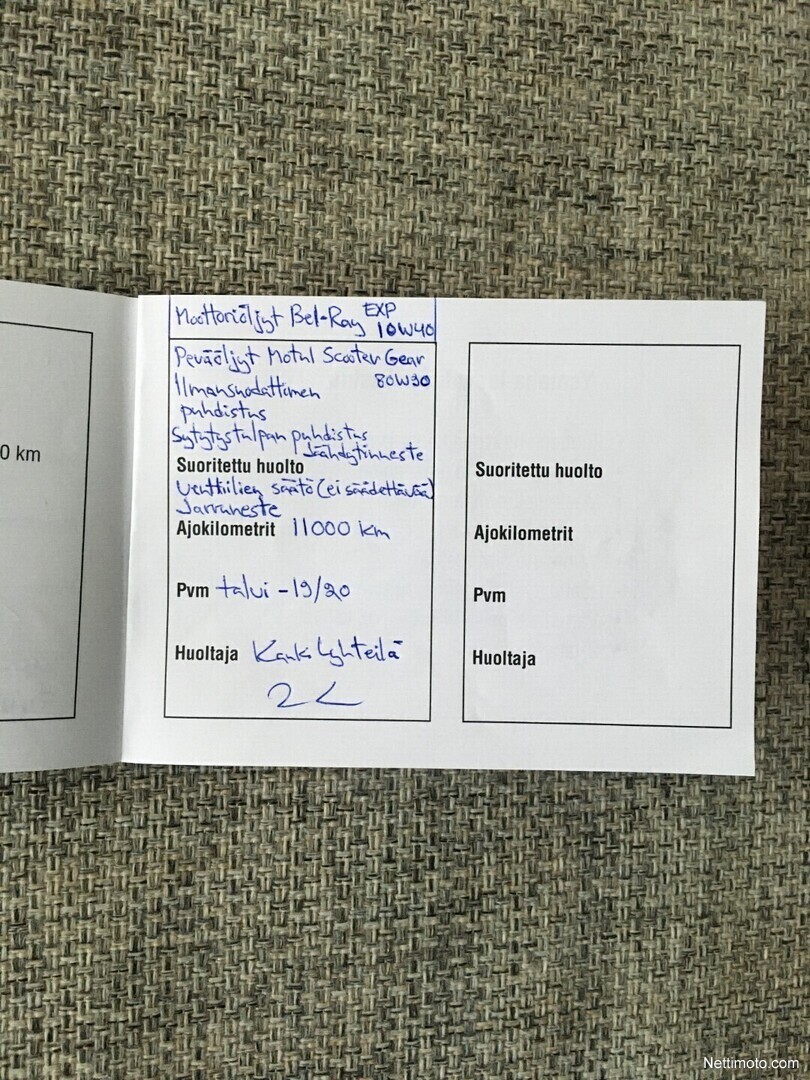 0 km
Moottoriöljyt Bel-Ray EXP
10W40
Peräöljyt Motul Scooter Gear
80W90
Ilmansuodattimen
puhdistus
Sytytystulpan puhdistus
Jäähdytinneste
Suoritettu huolto
Venttiilien säätö (ei säädettävää)
Jarruneste
Ajokilometrit 11000 km
Pvm talvi -19/20
Huoltaja
Suoritettu huolto
Ajokilometrit
Pvm
Huoltaja
Nettimoto.com